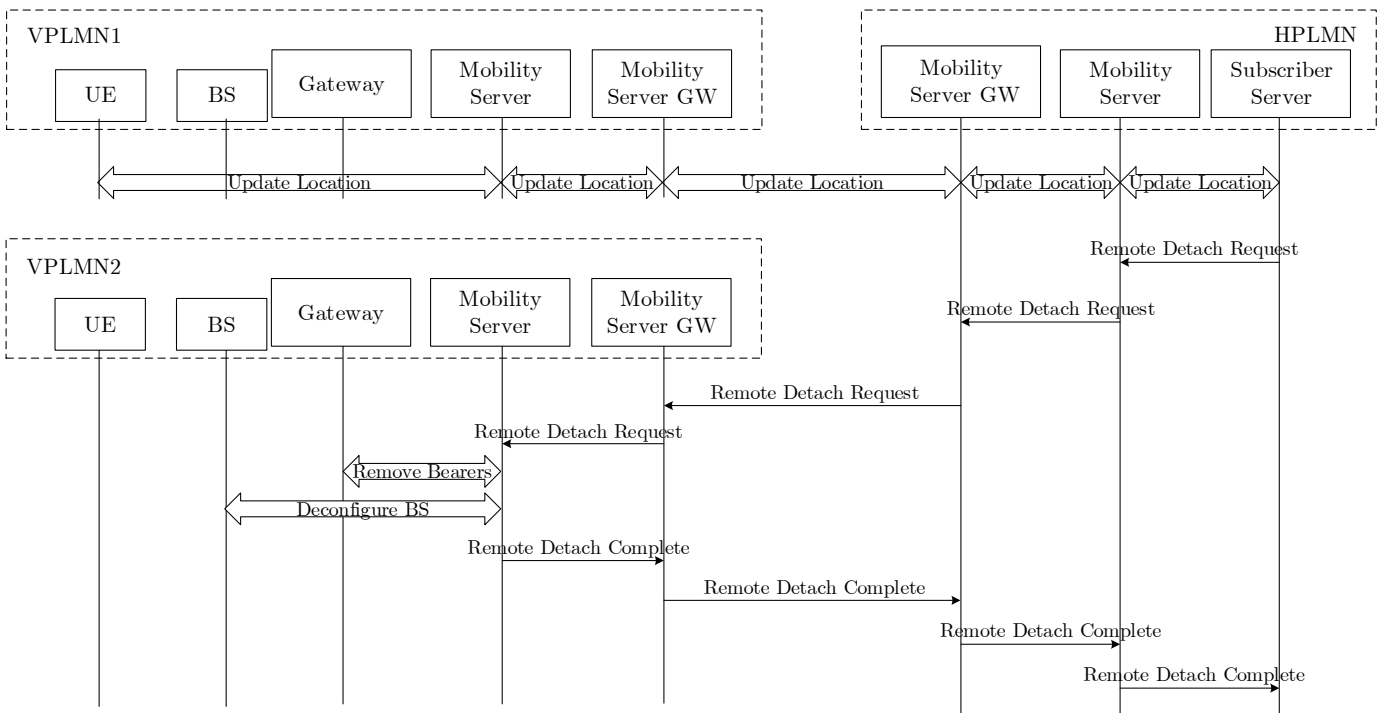 VPLMN1
HPLMN
UE
BS
Gateway
Mobility
Server
Mobility
Server GW
Mobility
Server GW
Mobility
Server
Subscriber
Server
Update Location
Update Location
Update Location
Update Location
Update Location
Remote Detach Request
VPLMN2
UE
BS
Gateway
Mobility
Server
Mobility
Server GW
Remote Detach Request
Remote Detach Request
Remote Detach Request
Remove Bearers
Deconfigure BS
Remote Detach Complete
Remote Detach Complete
Remote Detach Complete
Remote Detach Complete